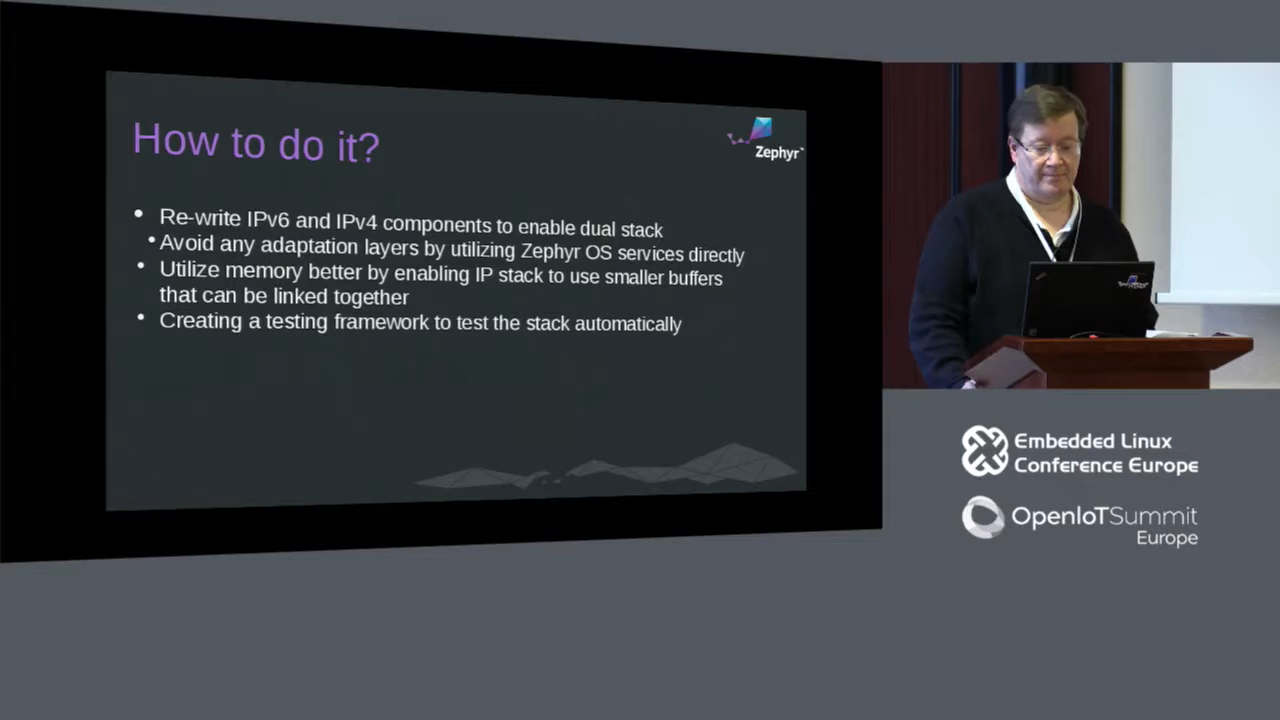 How to do it?
Zephyr™
• Re-write IPv6 and IPv4 components to enable dual stack
• Avoid any adaptation layers by utilizing Zephyr OS services directly
• Utilize memory better by enabling IP stack to use smaller buffers
that can be linked together
• Creating a testing framework to test the stack automatically
Embedded Linux
Conference Europe
OpenIoTSummit
Europe